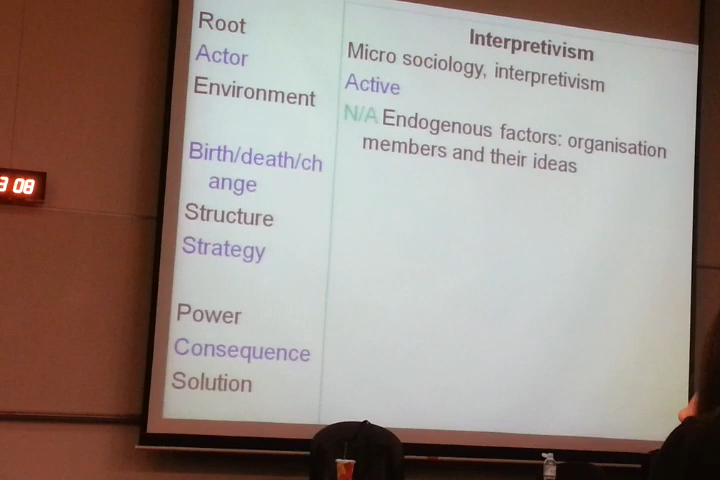 Root
Actor
Environment
Birth/death/ch
ange
Structure
Strategy
Power
Consequence
Solution
Interpretivism
Micro sociology, interpretivism
Active
N/A Endogenous factors: organisation
members and their ideas
3 08